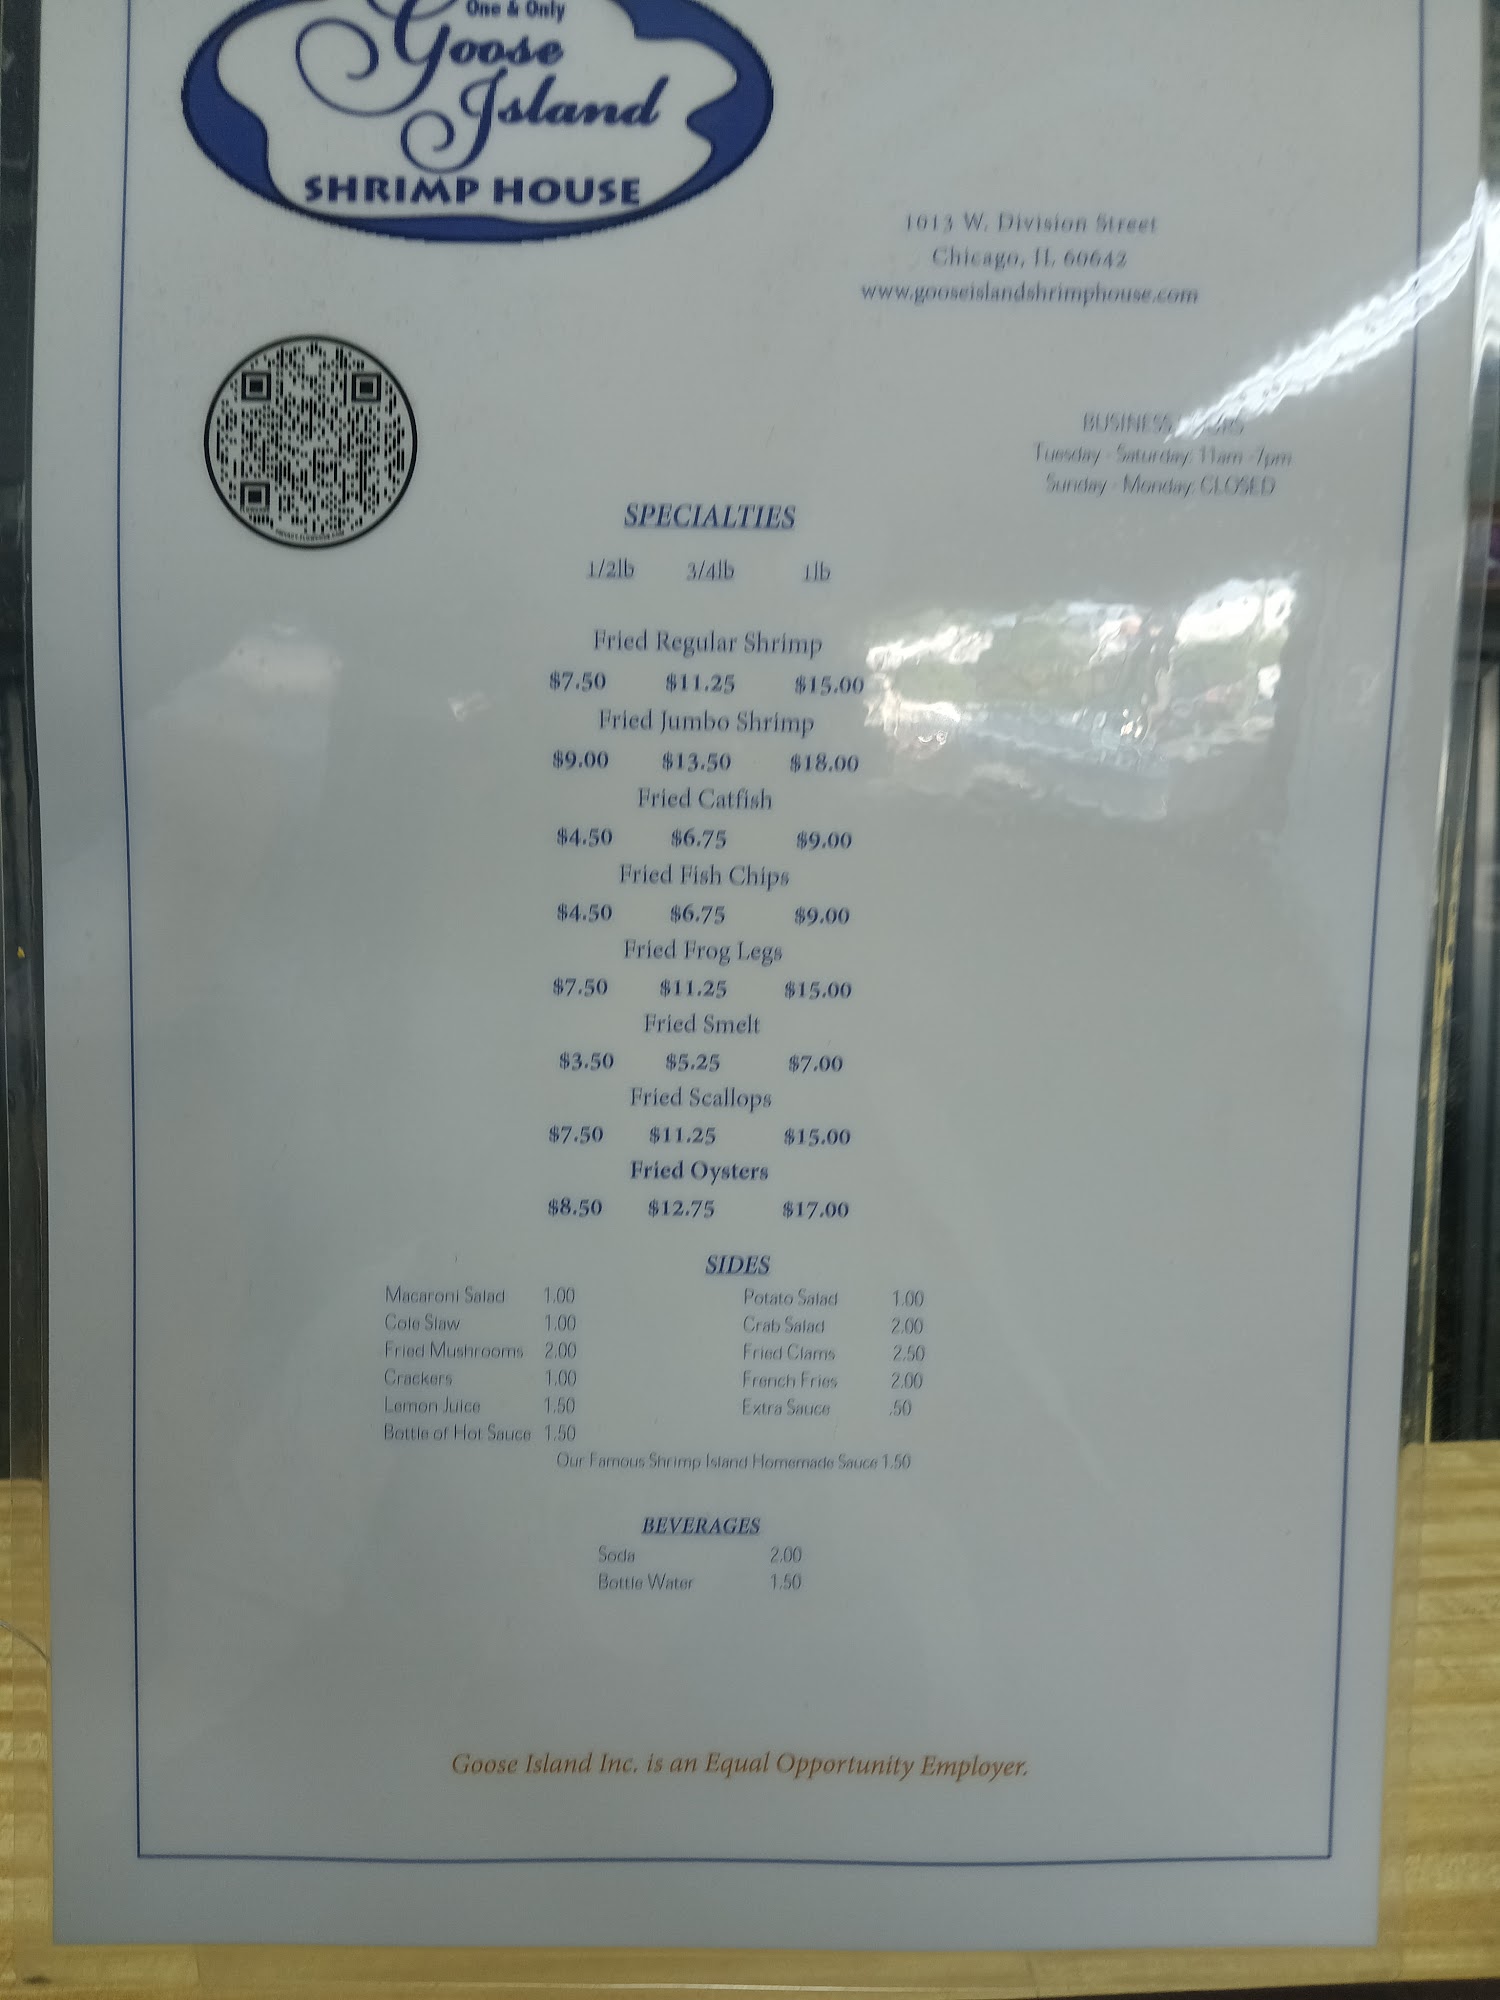 One & Only
Goose
Island
SHRIMP HOUSE
1013 W. Division Street
Chicago, IL 60642
www.gooseislandshrimphouse.com
BUSINESS
Tuesday - Saturday: 11am -7pm
Sunday - Monday: CLOSED
SPECIALTIES
1/2lb 3/4lb 1lb
Fried Regular Shrimp
$7.50 $11.25 $15.00
Fried Jumbo Shrimp
$9.00 $13.50 $18.00
Fried Catfish
$4.50 $6.75 $9.00
Fried Fish Chips
$4.50 $6.75 $9.00
Fried Frog Legs
$7.50 $11.25 $15.00
Fried Smelt
$3.50 $5.25 $7.00
Fried Scallops
$7.50 $11.25 $15.00
Fried Oysters
$8.50 $12.75 $17.00
SIDES
Macaroni Salad 1.00 Potato Salad 1.00
Cole Slaw 1.00 Crab Salad 2.00
Fried Mushrooms 2.00 Fried Clams 2.50
Crackers 1.00 French Fries 2.00
Lemon Juice 1.50 Extra Sauce .50
Bottle of Hot Sauce 1.50
Our Famous Shrimp Island Homemade Sauce 1.50
BEVERAGES
Soda 2.00
Bottle Water 1.50
Goose Island Inc. is an Equal Opportunity Employer.